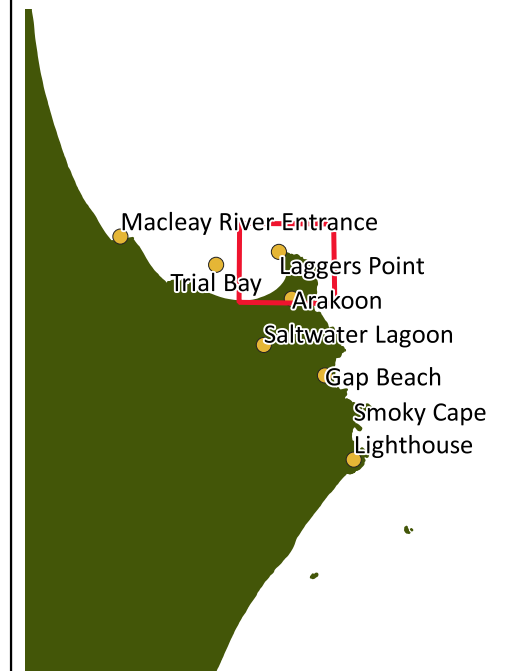 Macleay River Entrance
Laggers Point
Trial Bay
Arakoon
Saltwater Lagoon
Gap Beach
Smoky Cape
Lighthouse